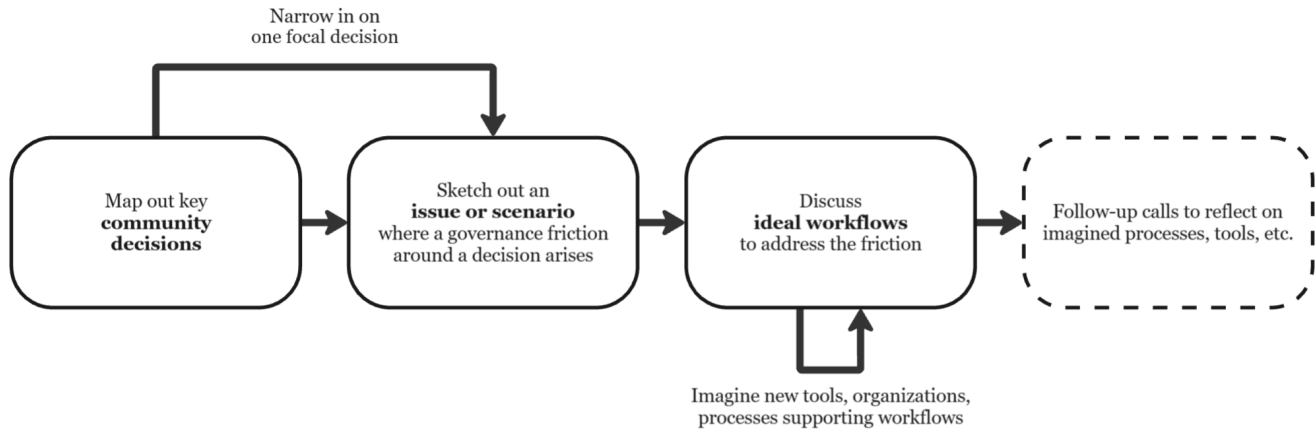 Narrow in on
one focal decision
Map out key
community
decisions
Sketch out an
issue or scenario
where a governance friction
around a decision arises
Discuss
ideal workflows
to address the friction
Follow-up calls to reflect on
imagined processes, tools, etc.
Imagine new tools, organizations,
processes supporting workflows